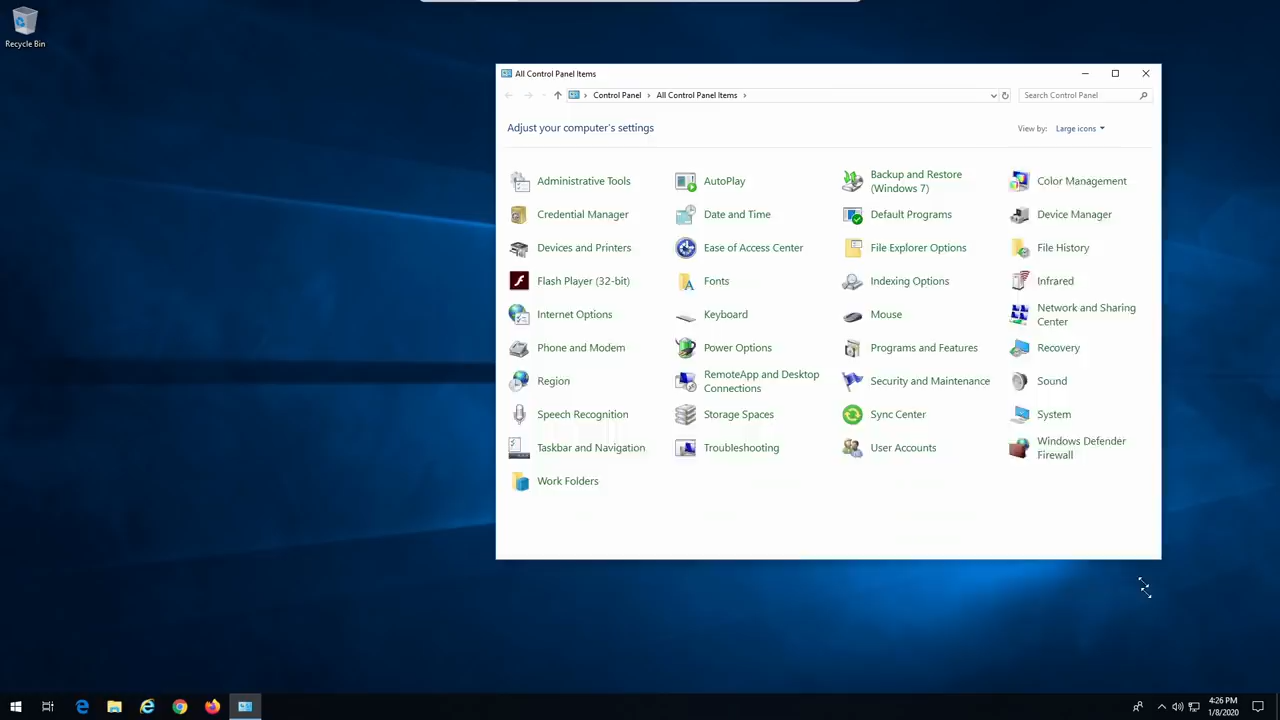 Recycle Bin
All Control Panel Items
Control Panel > All Control Panel Items >
Search Control Panel
Adjust your computer's settings
View by: Large icons
Administrative Tools
AutoPlay
Backup and Restore
(Windows 7)
Color Management
Credential Manager
Date and Time
Default Programs
Device Manager
Devices and Printers
Ease of Access Center
File Explorer Options
File History
Flash Player (32-bit)
Fonts
Indexing Options
Infrared
Internet Options
Keyboard
Mouse
Network and Sharing
Center
Phone and Modem
Power Options
Programs and Features
Recovery
Region
RemoteApp and Desktop
Connections
Security and Maintenance
Sound
Speech Recognition
Storage Spaces
Sync Center
System
Taskbar and Navigation
Troubleshooting
User Accounts
Windows Defender
Firewall
Work Folders
4:26 PM
1/8/2020